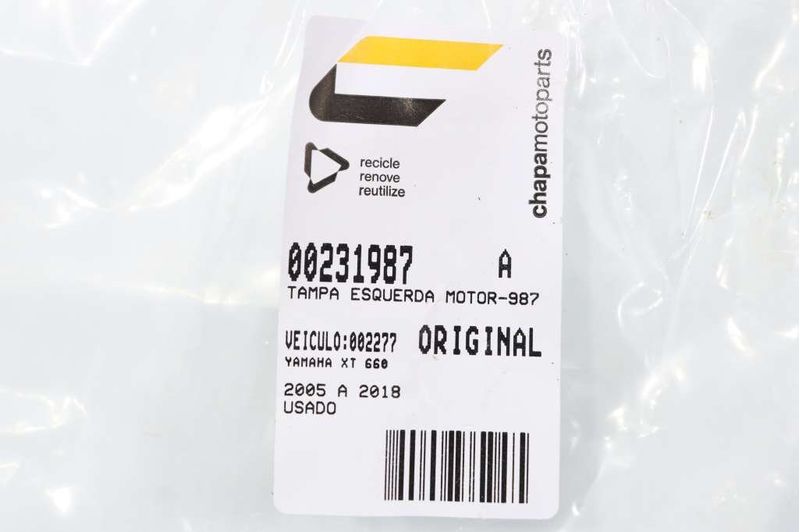 chapamotoparts
recicle
renove
reutilize
00231987 A
TAMPA ESQUERDA MOTOR-987
VEICULO:002277 ORIGINAL
YAMAHA XT 660
2005 A 2018
USADO